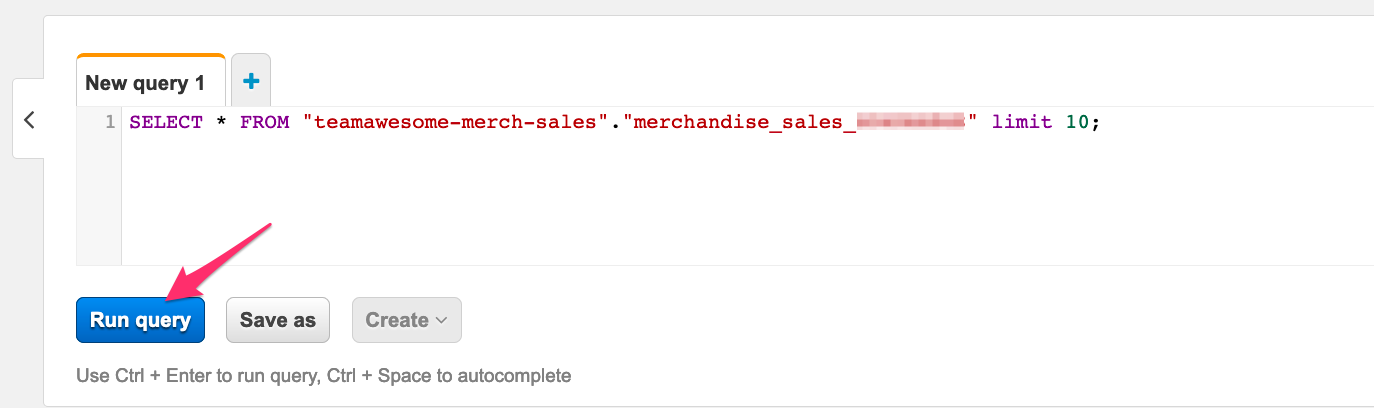 New query 1
+
1 SELECT * FROM "teamawesome-merch-sales"."merchandise_sales_" limit 10;
Run query Save as Create
Use Ctrl + Enter to run query, Ctrl + Space to autocomplete